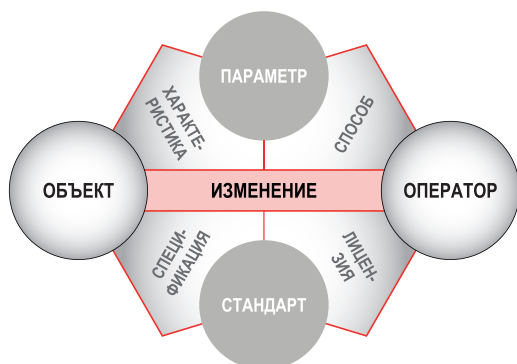 ПАРАМЕТР
ХАРАКТЕ-
РИСТИКА
СПОСОБ
ОБЪЕКТ
ИЗМЕНЕНИЕ
ОПЕРАТОР
СПЕЦИ-
ФИКАЦИЯ
ЛИЦЕН-
ЗИЯ
СТАНДАРТ